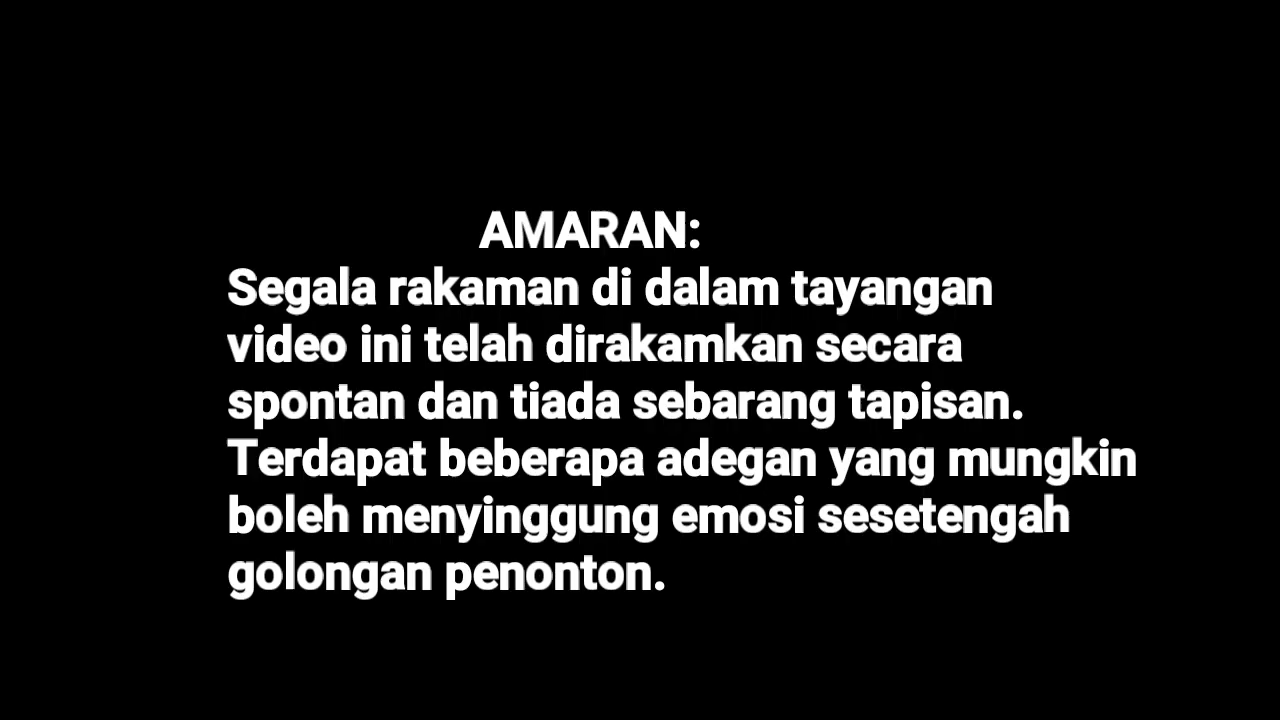 AMARAN:
Segala rakaman di dalam tayangan
video ini telah dirakamkan secara
spontan dan tiada sebarang tapisan.
Terdapat beberapa adegan yang mungkin
boleh menyinggung emosi sesetengah
golongan penonton.